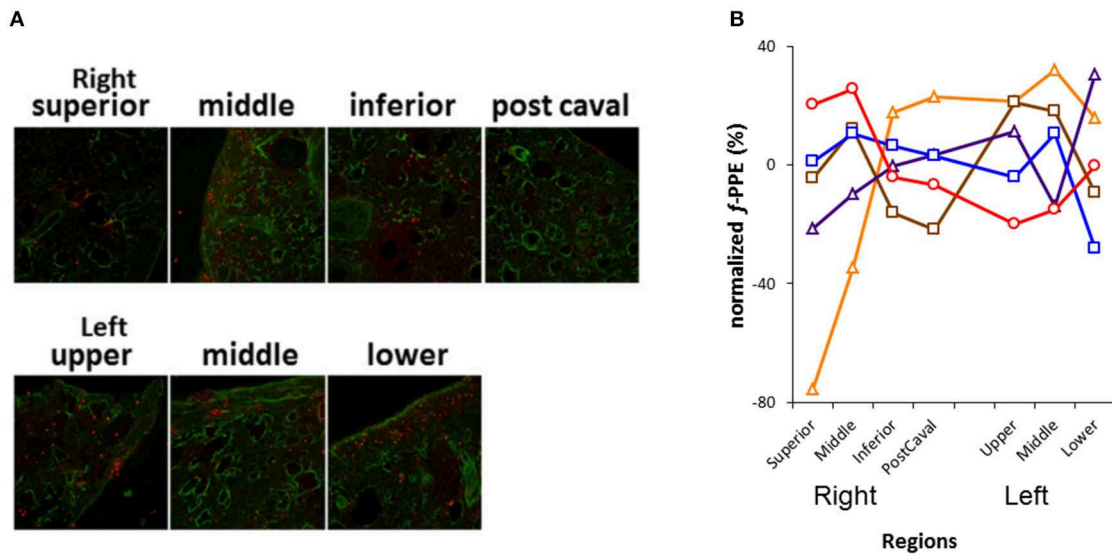 A
Right
superior
middle
inferior
post caval
Left
upper
middle
lower
B
normalized f-PPE (%)
40
0
-40
-80
Superior
Middle
Inferior
PostCaval
Upper
Middle
Lower
Right
Left
Regions